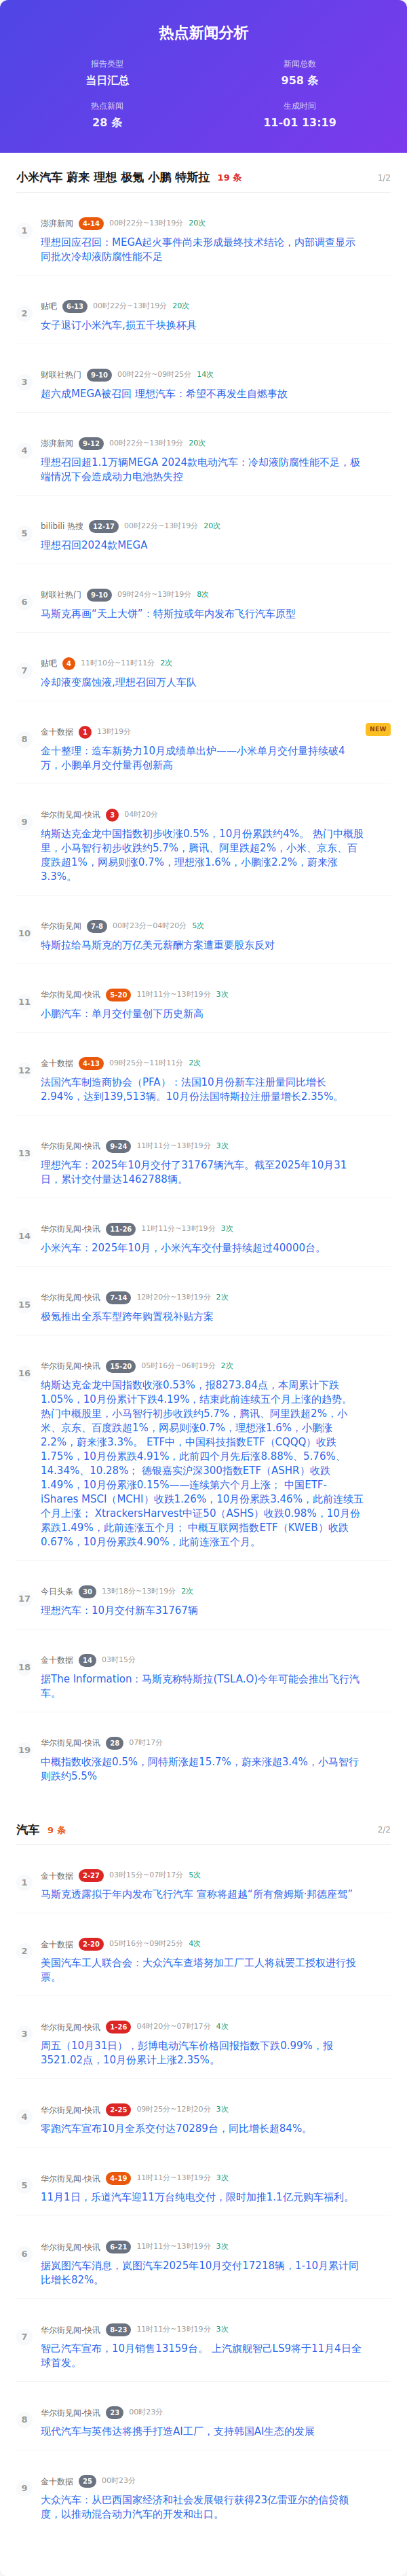 热点新闻分析
报告类型
新闻总数
当日汇总
958 条
热点新闻
生成时间
28 条
11-01 13:19
小米汽车 蔚来 理想 极氪 小鹏 特斯拉 19 条 1/2
1
澎湃新闻 4-14 00时22分~13时19分 20次
理想回应召回：MEGA起火事件尚未形成最终技术结论，内部调查显示
同批次冷却液防腐性能不足
2
贴吧 6-13 00时22分~13时19分 20次
女子退订小米汽车,损五千块换杯具
3
财联社热门 9-10 00时22分~09时25分 14次
超六成MEGA被召回 理想汽车：希望不再发生自燃事故
4
澎湃新闻 9-12 00时22分~13时19分 20次
理想召回超1.1万辆MEGA 2024款电动汽车：冷却液防腐性能不足，极
端情况下会造成动力电池热失控
5
bilibili 热搜 12-17 00时22分~13时19分 20次
理想召回2024款MEGA
6
财联社热门 9-10 09时24分~13时19分 8次
马斯克再画“天上大饼”：特斯拉或年内发布飞行汽车原型
7
贴吧 4 11时10分~11时11分 2次
冷却液变腐蚀液,理想召回万人车队
8
金十数据 1 13时19分
NEW
金十整理：造车新势力10月成绩单出炉——小米单月交付量持续破4
万，小鹏单月交付量再创新高
9
华尔街见闻-快讯 3 04时20分
纳斯达克金龙中国指数初步收涨0.5%，10月份累跌约4%。 热门中概股
里，小马智行初步收跌约5.7%，腾讯、阿里跌超2%，小米、京东、百
度跌超1%，网易则涨0.7%，理想涨1.6%，小鹏涨2.2%，蔚来涨
3.3%。
10
华尔街见闻 7-8 00时23分~04时20分 5次
特斯拉给马斯克的万亿美元薪酬方案遭重要股东反对
11
华尔街见闻-快讯 5-20 11时11分~13时19分 3次
小鹏汽车：单月交付量创下历史新高
12
金十数据 4-13 09时25分~11时11分 2次
法国汽车制造商协会（PFA）：法国10月份新车注册量同比增长
2.94%，达到139,513辆。10月份法国特斯拉注册量增长2.35%。
13
华尔街见闻-快讯 9-24 11时11分~13时19分 3次
理想汽车：2025年10月交付了31767辆汽车。截至2025年10月31
日，累计交付量达1462788辆。
14
华尔街见闻-快讯 11-26 11时11分~13时19分 3次
小米汽车：2025年10月，小米汽车交付量持续超过40000台。
15
华尔街见闻-快讯 7-14 12时20分~13时19分 2次
极氪推出全系车型跨年购置税补贴方案
16
华尔街见闻-快讯 15-20 05时16分~06时19分 2次
纳斯达克金龙中国指数收涨0.53%，报8273.84点，本周累计下跌
1.05%，10月份累计下跌4.19%，结束此前连续五个月上涨的趋势。
热门中概股里，小马智行初步收跌约5.7%，腾讯、阿里跌超2%，小
米、京东、百度跌超1%，网易则涨0.7%，理想涨1.6%，小鹏涨
2.2%，蔚来涨3.3%。 ETF中，中国科技指数ETF（CQQQ）收跌
1.75%，10月份累跌4.91%，此前四个月先后涨8.88%、5.76%、
14.34%、10.28%； 德银嘉实沪深300指数ETF（ASHR）收跌
1.49%，10月份累涨0.15%——连续第六个月上涨； 中国ETF-
iShares MSCI（MCHI）收跌1.26%，10月份累跌3.46%，此前连续五
个月上涨； XtrackersHarvest中证50（ASHS）收跌0.98%，10月份
累跌1.49%，此前连涨五个月； 中概互联网指数ETF（KWEB）收跌
0.67%，10月份累跌4.90%，此前连涨五个月。
17
今日头条 30 13时18分~13时19分 2次
理想汽车：10月交付新车31767辆
18
金十数据 14 03时15分
据The Information：马斯克称特斯拉(TSLA.O)今年可能会推出飞行汽
车。
19
华尔街见闻-快讯 28 07时17分
中概指数收涨超0.5%，阿特斯涨超15.7%，蔚来涨超3.4%，小马智行
则跌约5.5%
汽车 9 条 2/2
1
金十数据 2-27 03时15分~07时17分 5次
马斯克透露拟于年内发布飞行汽车 宣称将超越“所有詹姆斯·邦德座驾”
2
金十数据 2-20 05时16分~09时25分 4次
美国汽车工人联合会：大众汽车查塔努加工厂工人将就罢工授权进行投
票。
3
华尔街见闻-快讯 1-26 04时20分~07时17分 4次
周五（10月31日），彭博电动汽车价格回报指数下跌0.99%，报
3521.02点，10月份累计上涨2.35%。
4
华尔街见闻-快讯 2-25 09时25分~12时20分 3次
零跑汽车宣布10月全系交付达70289台，同比增长超84%。
5
华尔街见闻-快讯 4-19 11时11分~13时19分 3次
11月1日，乐道汽车迎11万台纯电交付，限时加推1.1亿元购车福利。
6
华尔街见闻-快讯 6-21 11时11分~13时19分 3次
据岚图汽车消息，岚图汽车2025年10月交付17218辆，1-10月累计同
比增长82%。
7
华尔街见闻-快讯 8-23 11时11分~13时19分 3次
智己汽车宣布，10月销售13159台。 上汽旗舰智己LS9将于11月4日全
球首发。
8
华尔街见闻-快讯 23 00时23分
现代汽车与英伟达将携手打造AI工厂，支持韩国AI生态的发展
9
金十数据 25 00时23分
大众汽车：从巴西国家经济和社会发展银行获得23亿雷亚尔的信贷额
度，以推动混合动力汽车的开发和出口。